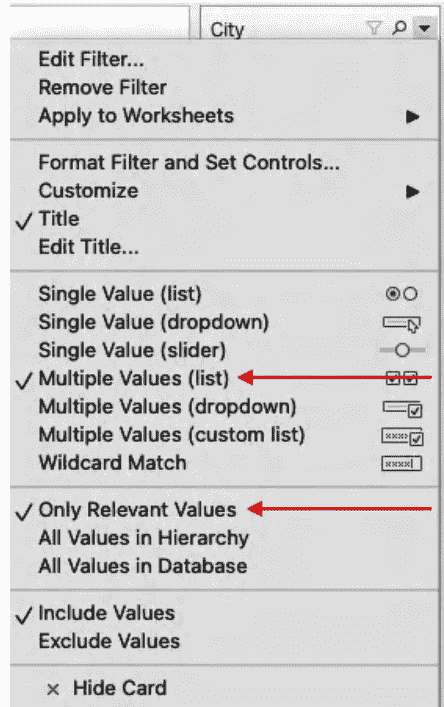 City
Edit Filter...
Remove Filter
Apply to Worksheets
Format Filter and Set Controls...
Customize
Title
Edit Title...
Single Value (list)
Single Value (dropdown)
Single Value (slider)
Multiple Values (list)
Multiple Values (dropdown)
Multiple Values (custom list)
Wildcard Match
Only Relevant Values
All Values in Hierarchy
All Values in Database
Include Values
Exclude Values
Hide Card